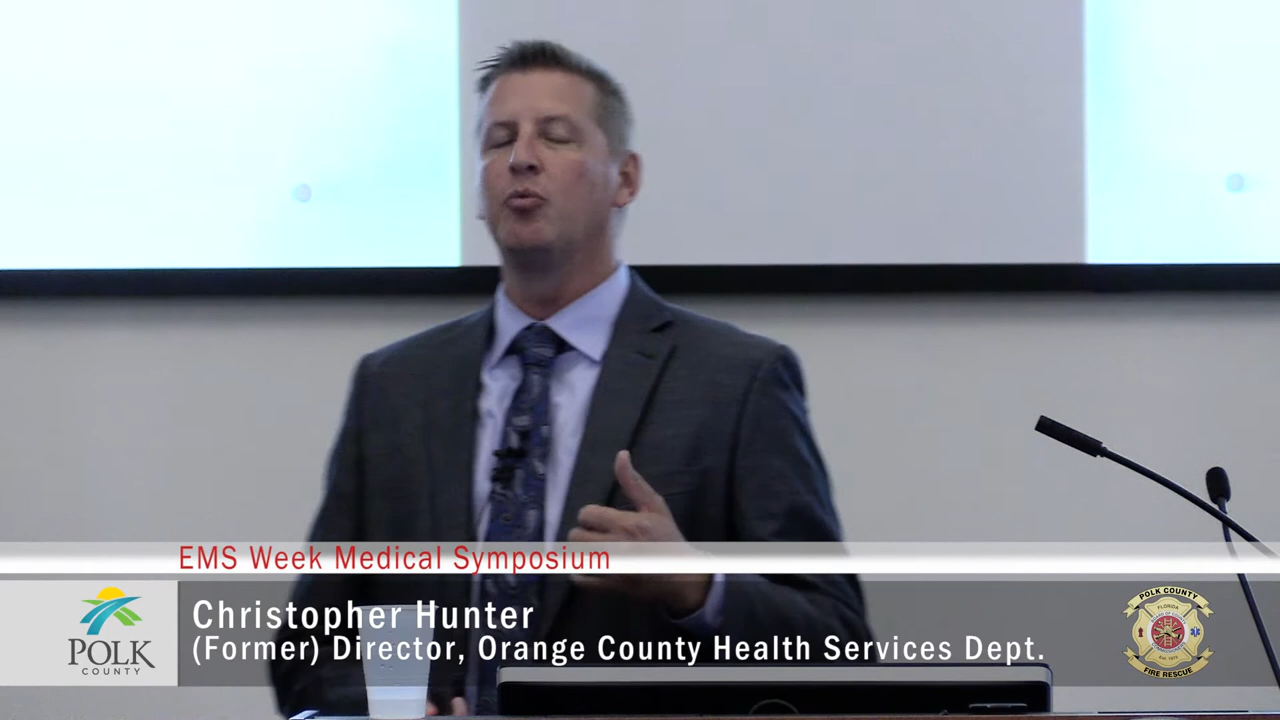 EMS Week Medical Symposium
Christopher Hunter
(Former) Director, Orange County Health Services Dept.
POLK
COUNTY
POLK COUNTY
FLORIDA
FIRE RESCUE